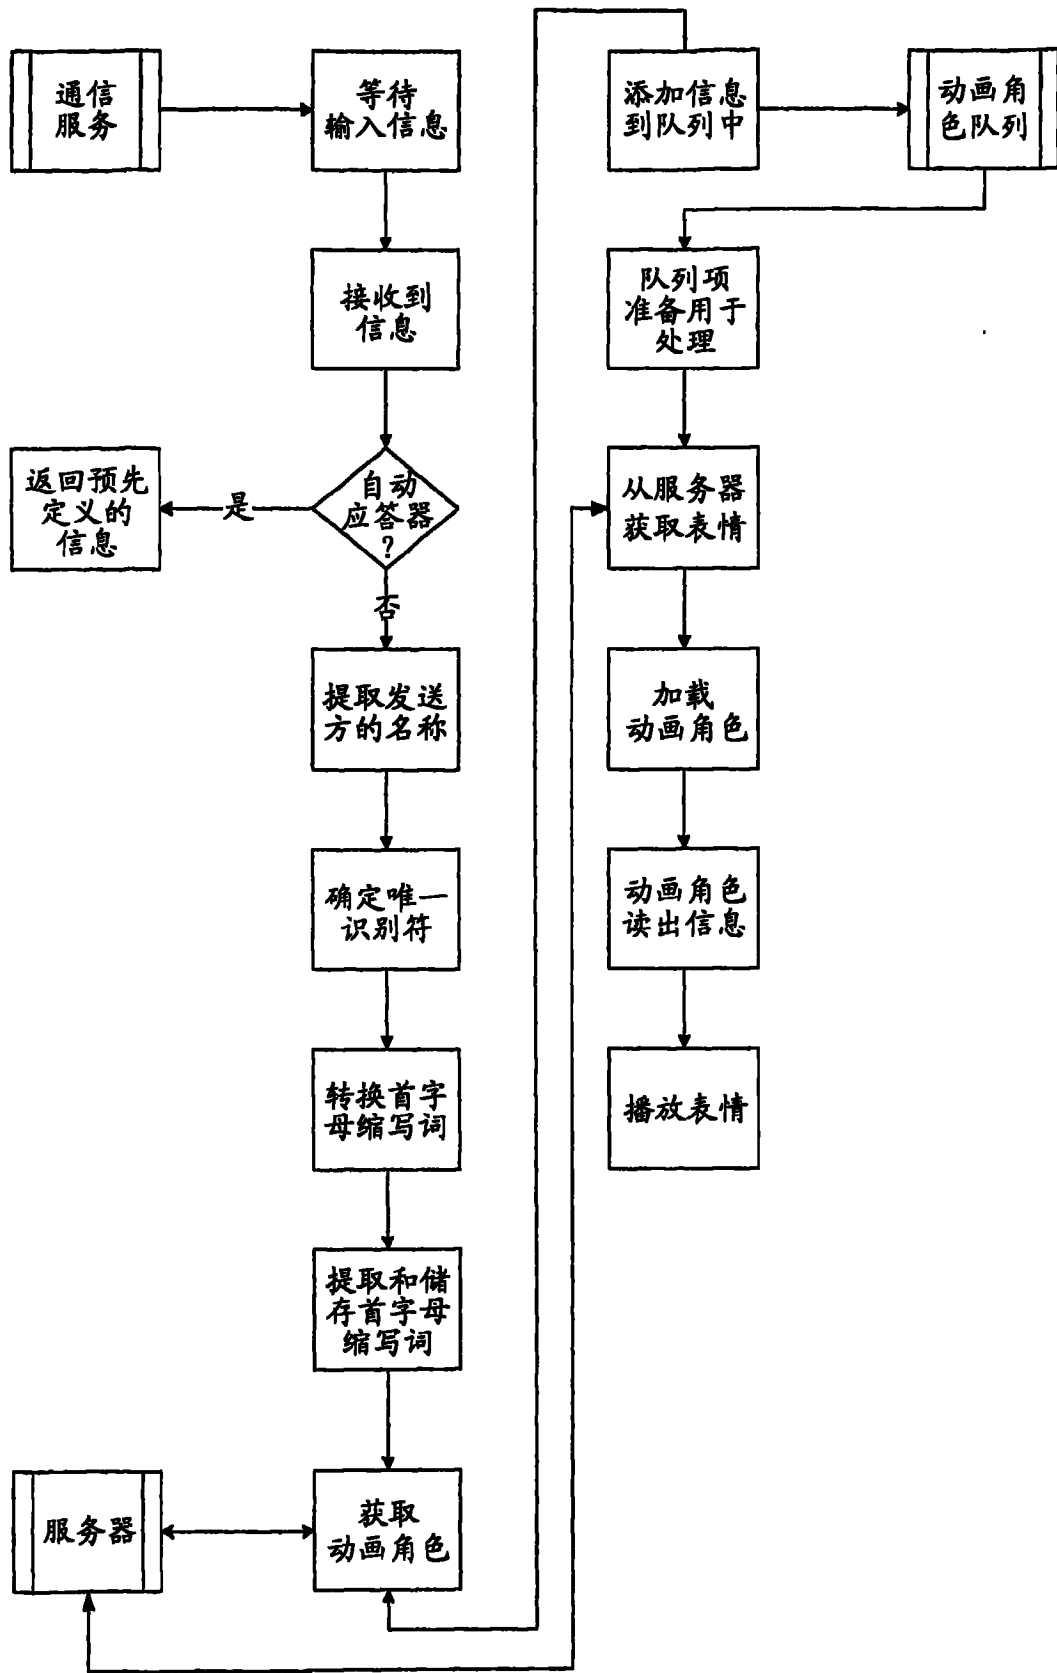 通信
服务
等待
输入信息
接收到
信息
自动
应答器
?
是
返回预先
定义的
信息
否
提取发送
方的名称
确定唯一
识别符
转换首字
母缩写词
提取和储
存首字母
缩写词
获取
动画角色
服务器
添加信息
到队列中
动画角
色队列
队列项
准备用于
处理
从服务器
获取表情
加载
动画角色
动画角色
读出信息
播放表情